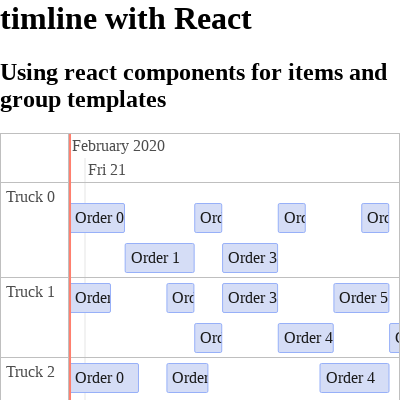 timline with React
Using react components for items and
group templates
February 2020
Fri 21
Truck 0
Order 0
Orc
Orc
Orc
Order 1
Order 3
Truck 1
Order
Orc
Order 3
Order 5
Orc
Order 4
Truck 2
Order 0
Order
Order 4